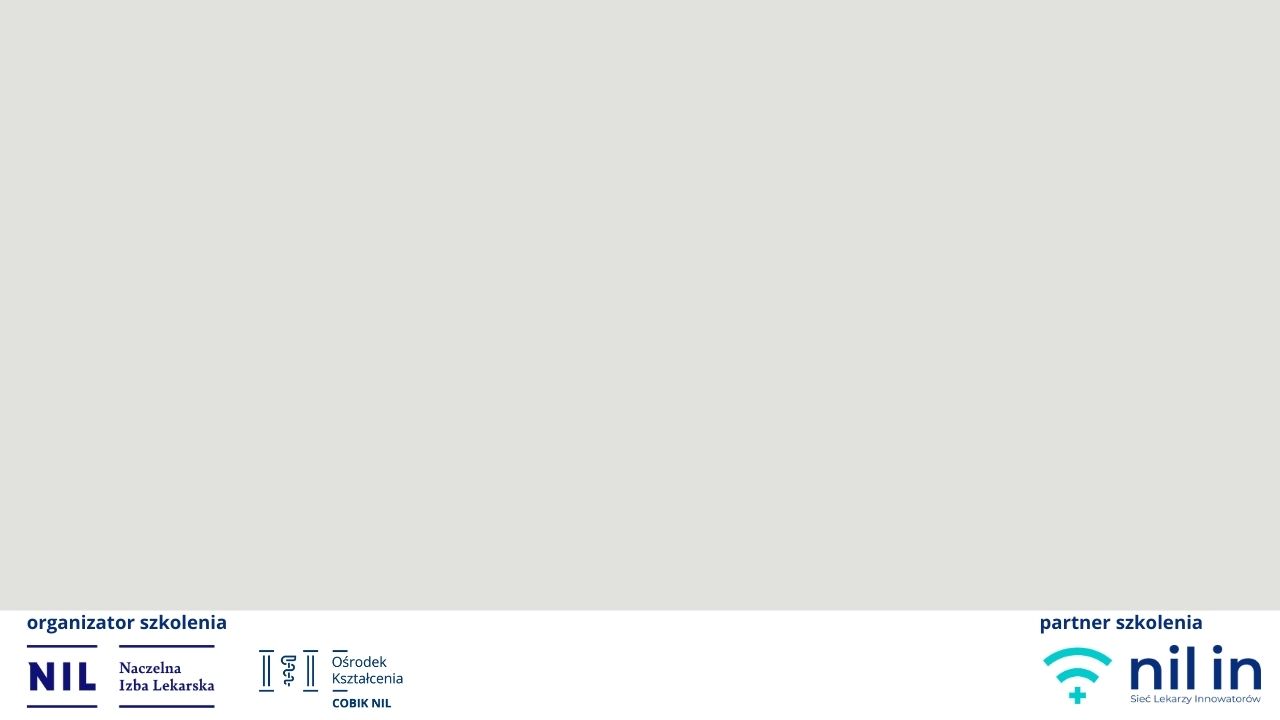 organizator szkolenia
partner szkolenia
NIL
Naczelna
Izba Lekarska
Ośrodek
Kształcenia
COBIK NIL
nil in
Sieć Lekarzy Innowatorów